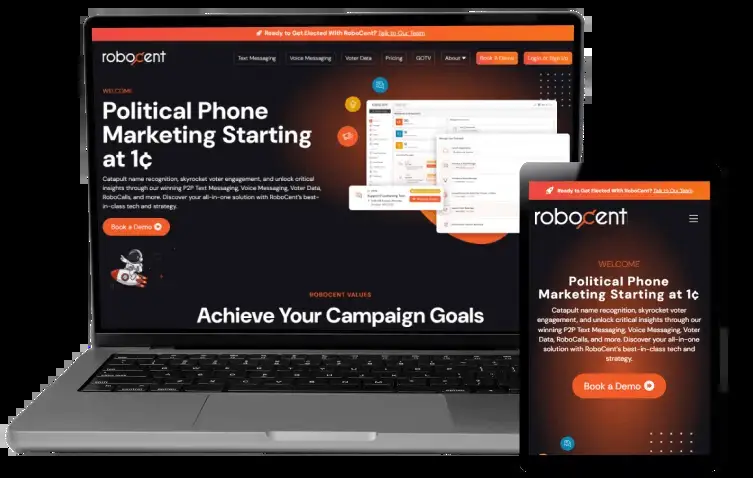 Ready to Get Elected With RoboCent? Talk to Our Team
robocent
Text Messaging Voice Messaging Voter Data Pricing GOTV About Book A Demo Login or Sign Up
WELCOME
Political Phone
Marketing Starting
at 1¢
Catapult name recognition, skyrocket voter engagement, and unlock critical
insights through our winning P2P Text Messaging, Voice Messaging, Voter Data,
RoboCalls, and more. Discover your all-in-one solution with RoboCent's best-
in-class tech and strategy.
Book a Demo
ROBOCENT VALUES
Achieve Your Campaign Goals
Ready to Get Elected With RoboCent? Talk to Our Team
robocent
WELCOME
Political Phone
Marketing Starting at 1¢
Catapult name recognition, skyrocket voter
engagement, and unlock critical insights through our
winning P2P Text Messaging, Voice Messaging, Voter
Data, RoboCalls, and more. Discover your all-in-one
solution with RoboCent's best-in-class tech and
strategy.
Book a Demo